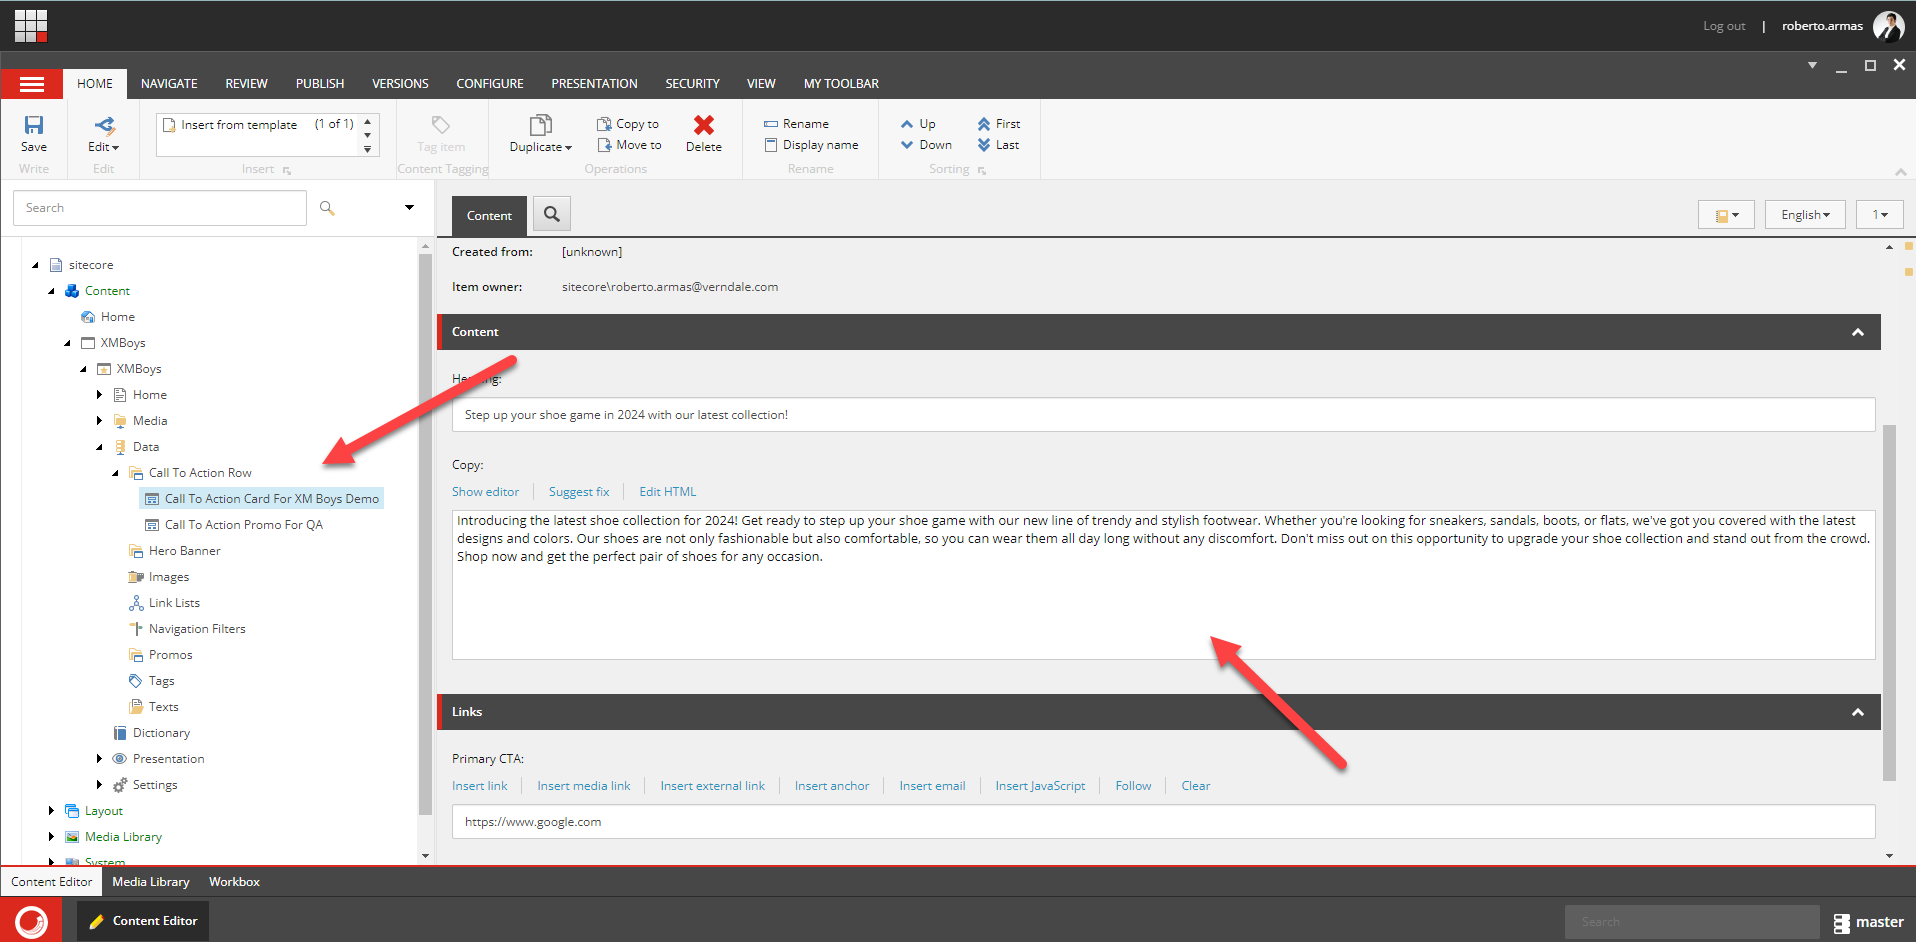 Log out | roberto.armas
HOME NAVIGATE REVIEW PUBLISH VERSIONS CONFIGURE PRESENTATION SECURITY VIEW MY TOOLBAR
Save
Write
Edit
Edit
Insert from template (1 of 1)
Insert
Tag item
Content Tagging
Duplicate
Copy to
Move to
Delete
Operations
Rename
Display name
Rename
Up
Down
First
Last
Sorting
Search
Content
English
1
sitecore
Content
Home
XMBoys
XMBoys
Home
Media
Data
Call To Action Row
Call To Action Card For XM Boys Demo
Call To Action Promo For QA
Hero Banner
Images
Link Lists
Navigation Filters
Promos
Tags
Texts
Dictionary
Presentation
Settings
Layout
Media Library
System
Created from: [unknown]
Item owner: sitecore\roberto.armas@verndale.com
Content
Step up your shoe game in 2024 with our latest collection!
Copy:
Show editor Suggest fix Edit HTML
Introducing the latest shoe collection for 2024! Get ready to step up your shoe game with our new line of trendy and stylish footwear. Whether you're looking for sneakers, sandals, boots, or flats, we've got you covered with the latest
designs and colors. Our shoes are not only fashionable but also comfortable, so you can wear them all day long without any discomfort. Don't miss out on this opportunity to upgrade your shoe collection and stand out from the crowd.
Shop now and get the perfect pair of shoes for any occasion.
Links
Primary CTA:
Insert link Insert media link Insert external link Insert anchor Insert email Insert JavaScript Follow Clear
https://www.google.com
Content Editor Media Library Workbox
Content Editor
Search
master